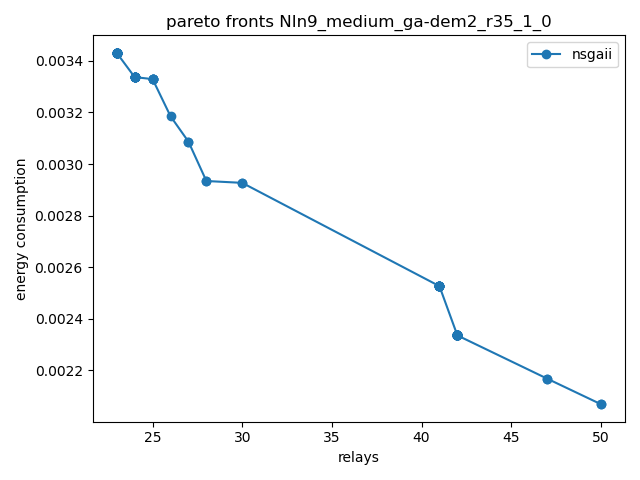 pareto fronts NIn9_medium_ga-dem2_r35_1_0
nsgaii
0.0034
0.0032
0.0030
0.0028
0.0026
0.0024
0.0022
energy consumption
25 30 35 40 45 50
relays